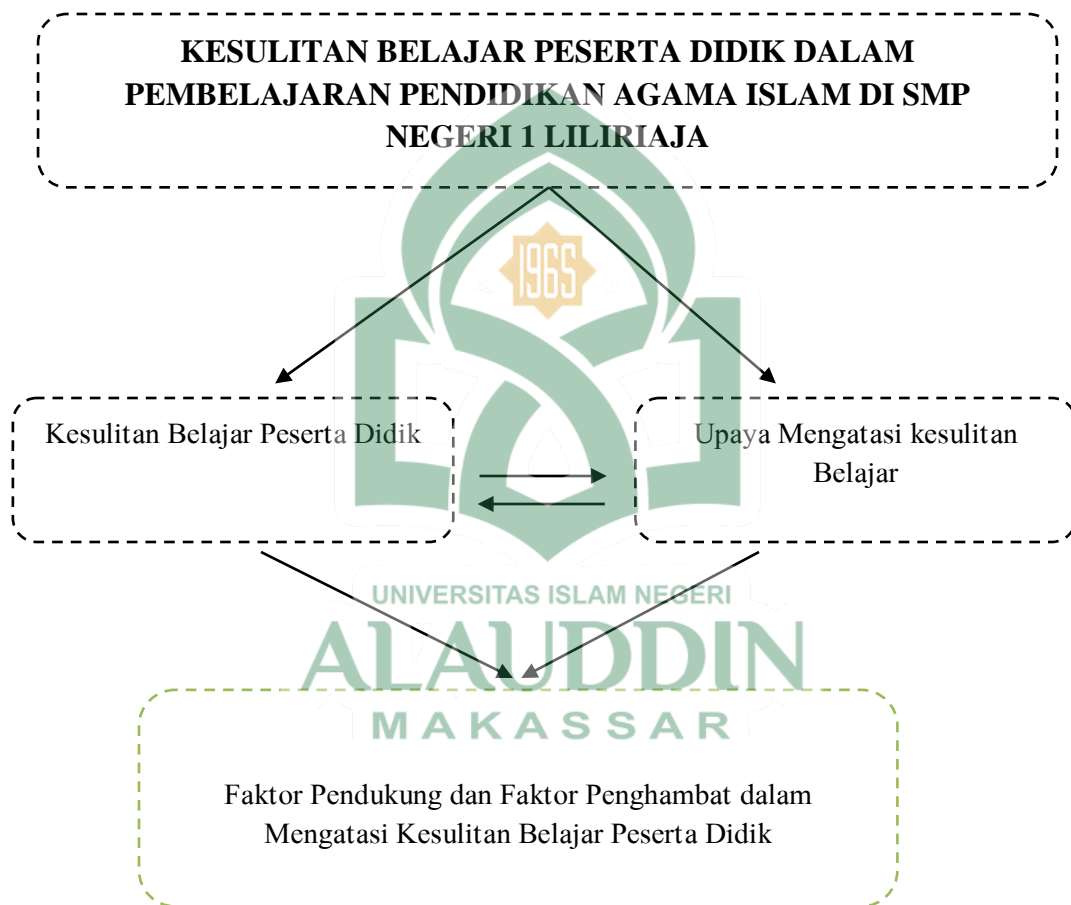 KESULITAN BELAJAR PESERTA DIDIK DALAM
PEMBELAJARAN PENDIDIKAN AGAMA ISLAM DI SMP
NEGERI 1 LILIRIAJA
1965
Kesulitan Belajar Peserta Didik
Upaya Mengatasi kesulitan
Belajar
UNIVERSITAS ISLAM NEGERI
ALAUDDIN
MAKASSAR
Faktor Pendukung dan Faktor Penghambat dalam
Mengatasi Kesulitan Belajar Peserta Didik